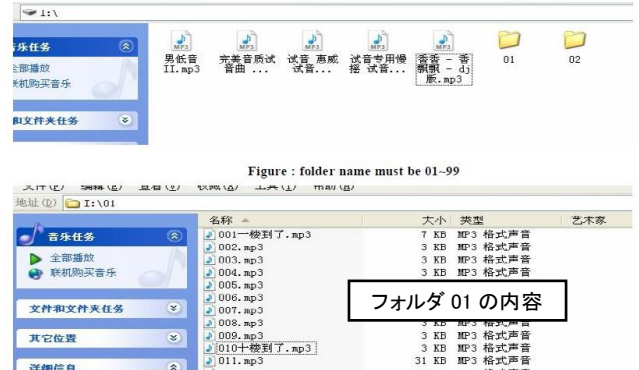 I:\
乐任务
全部播放
联机购买音乐
和文件夹任务
男低音
II.mp3
完美音质试
音曲 ...
试音 惠威
试音...
试音专用慢
摇 试音...
香香 - 香
飘飘 - dj
版.mp3
01
02
Figure : folder name must be 01~99
文件(F) 编辑(E) 查看(V) 收藏(A) 工具(T) 帮助(H)
地址(D) I:\01
音乐任务
全部播放
联机购买音乐
文件和文件夹任务
其它位置
详细信息
名称 大小 类型 艺术家
001一楼到了.mp3 7 KB MP3 格式声音
002.mp3 3 KB MP3 格式声音
003.mp3 3 KB MP3 格式声音
004.mp3 3 KB MP3 格式声音
005.mp3
006.mp3
007.mp3
008.mp3 3 KB MP3 格式声音
009.mp3 3 KB MP3 格式声音
010十楼到了.mp3 3 KB MP3 格式声音
011.mp3 31 KB MP3 格式声音
フォルダ 01 の内容